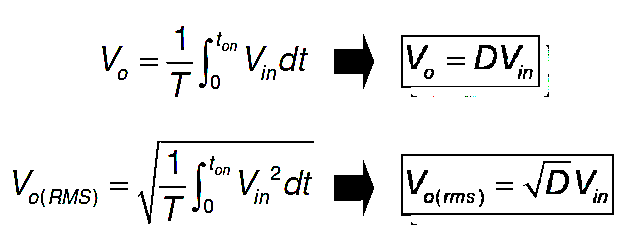 V_o = \frac{1}{T} \int_0^{t_{on}} V_{in} dt ➡ V_o = DV_{in}
V_{o(RMS)} = \sqrt{\frac{1}{T} \int_0^{t_{on}} V_{in}^2 dt} ➡ V_{o(rms)} = \sqrt{D} V_{in}